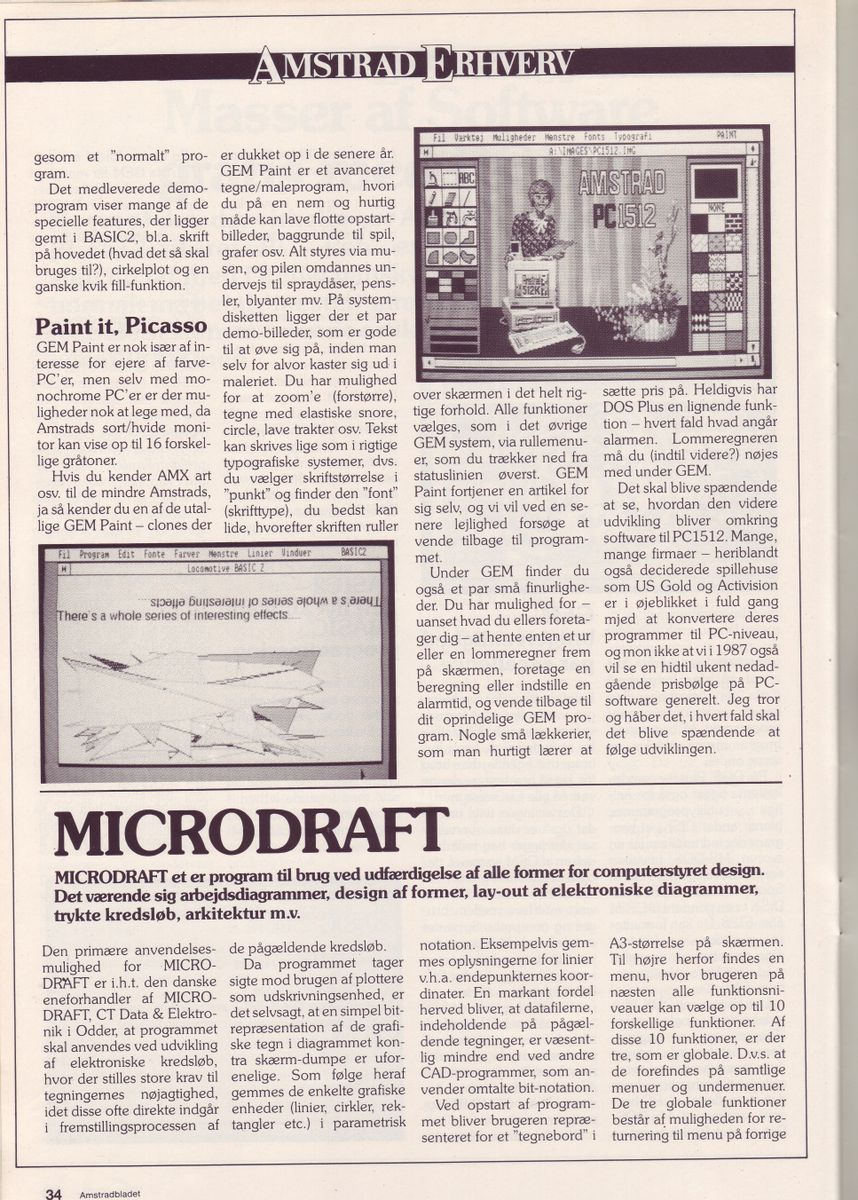 AMSTRAD ERHVERV
gesom et ”normalt” pro-
gram.
Det medleverede demo-
program viser mange af de
specielle features, der ligger
gemt i BASIC2, bl.a. skrift
på hovedet (hvad det så skal
bruges til?), cirkelplot og en
ganske kvik fill-funktion.
Paint it, Picasso
GEM Paint er nok især af in-
teresse for ejere af farve-
PC'er, men selv med mo-
nochrome PC'er er der mu-
ligheder nok at lege med, da
Amstrads sort/hvide moni-
tor kan vise op til 16 forskel-
lige gråtoner.
Hvis du kender AMX art
osv. til de mindre Amstrads,
ja så kender du en af de utal-
lige GEM Paint – clones der
er dukket op i de senere år.
GEM Paint er et avanceret
tegne/maleprogram, hvori
du på en nem og hurtig
måde kan lave flotte opstart-
billeder, baggrunde til spil,
grafer osv. Alt styres via mu-
sen, og pilen omdannes un-
dervejs til spraydåser, pens-
ler, blyanter mv. På system-
disketten ligger der et par
demo-billeder, som er gode
til at øve sig på, inden man
selv for alvor kaster sig ud i
maleriet. Du har mulighed
for at zoom'e (forstørre),
tegne med elastiske snore,
circle, lave trakter osv. Tekst
kan skrives lige som i rigtige
typografiske systemer, dvs.
du vælger skriftstørrelse i
”punkt” og finder den ”font”
(skrifttype), du bedst kan
lide, hvorefter skriften ruller
Fil Værktøj Muligheder Mønstre Fonts Typografi PAINT
A:\IMAGES\PC1512.IMG
ABC
NONE
AMSTRAD
PC1512
Amstrad
512K
over skærmen i det helt rig-
tige forhold. Alle funktioner
vælges, som i det øvrige
GEM system, via rullemenu-
er, som du trækker ned fra
statuslinien øverst. GEM
Paint fortjener en artikel for
sig selv, og vi vil ved en se-
nere lejlighed forsøge at
vende tilbage til program-
met.
Under GEM finder du
også et par små finurlighe-
der. Du har mulighed for –
uanset hvad du ellers foreta-
ger dig – at hente enten et ur
eller en lommeregner frem
på skærmen, foretage en
beregning eller indstille en
alarmtid, og vende tilbage til
dit oprindelige GEM pro-
gram. Nogle små lækkerier,
som man hurtigt lærer at
sætte pris på. Heldigvis har
DOS Plus en lignende funk-
tion – hvert fald hvad angår
alarmen. Lommeregneren
må du (indtil videre?) nøjes
med under GEM.
Det skal blive spændende
at se, hvordan den videre
udvikling bliver omkring
software til PC1512. Mange,
mange firmaer – heriblandt
også deciderede spillehuse
som US Gold og Activision
er i øjeblikket i fuld gang
mjed at konvertere deres
programmer til PC-niveau,
og mon ikke at vi i 1987 også
vil se en hidtil ukent nedad-
gående prisbølge på PC-
software generelt. Jeg tror
og håber det, i hvert fald skal
det blive spændende at
følge udviklingen.
Fil Program Edit Fonte Farver Mønstre Linier Vinduer BASIC2
Locomotive BASIC 2
There's a whole series of interesting effects
There's a whole series of interesting effects....
MICRODRAFT
MICRODRAFT et er program til brug ved udfærdigelse af alle former for computerstyret design.
Det værende sig arbejdsdiagrammer, design af former, lay-out af elektroniske diagrammer,
trykte kredsløb, arkitektur m.v.
Den primære anvendelses-
mulighed for MICRO-
DRAFT er i.h.t. den danske
eneforhandler af MICRO-
DRAFT, CT Data & Elektro-
nik i Odder, at programmet
skal anvendes ved udvikling
af elektroniske kredsløb,
hvor der stilles store krav til
tegningernes nøjagtighed,
idet disse ofte direkte indgår
i fremstillingsprocessen af
de pågældende kredsløb.
Da programmet tager
sigte mod brugen af plottere
som udskrivningsenhed, er
det selvsagt, at en simpel bit-
repræsentation af de grafi-
ske tegn i diagrammet kon-
tra skærm-dumpe er ufor-
enelige. Som følge heraf
gemmes de enkelte grafiske
enheder (linier, cirkler, rek-
tangler etc.) i parametrisk
notation. Eksempelvis gem-
mes oplysningerne for linier
v.h.a. endepunkternes koor-
dinater. En markant fordel
herved bliver, at datafilerne,
indeholdende på pågæl-
dende tegninger, er væsent-
lig mindre end ved andre
CAD-programmer, som an-
vender omtalte bit-notation.
Ved opstart af program-
met bliver brugeren repræ-
senteret for et ”tegnebord” i
A3-størrelse på skærmen.
Til højre herfor findes en
menu, hvor brugeren på
næsten alle funktionsni-
veauer kan vælge op til 10
forskellige funktioner. Af
disse 10 funktioner, er der
tre, som er globale. D.v.s. at
de forefindes på samtlige
menuer og undermenuer.
De tre globale funktioner
består af muligheden for re-
turnering til menu på forrige
34 Amstradbladet